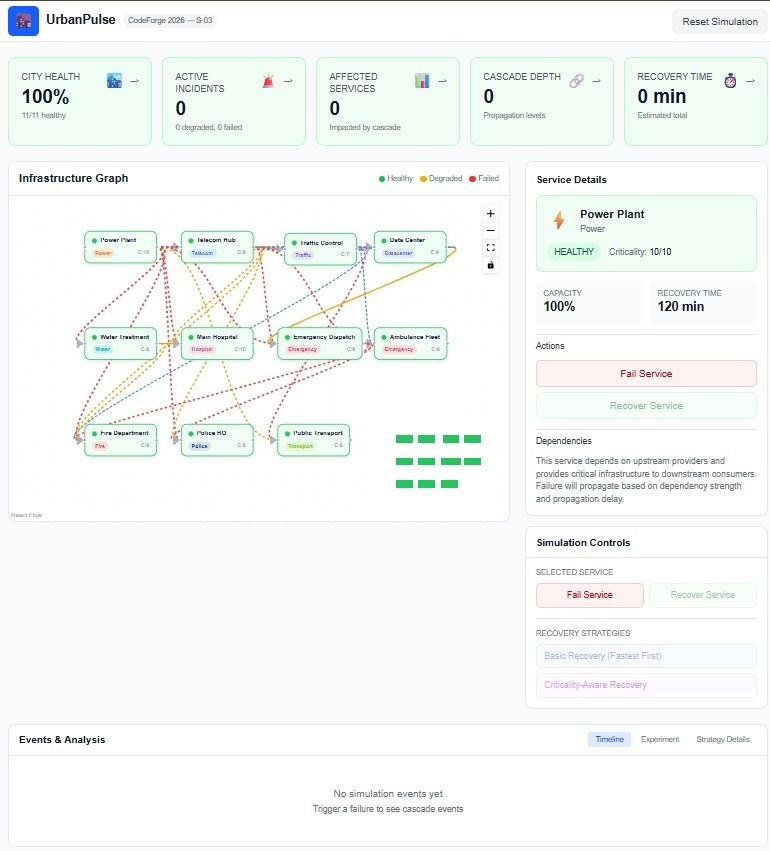 UrbanPulse
CodeForge 2026 — S-03
Reset Simulation
CITY HEALTH
100%
11/11 healthy
ACTIVE
INCIDENTS
0
0 degraded, 0 failed
AFFECTED
SERVICES
0
Impacted by cascade
CASCADE DEPTH
0
Propagation levels
RECOVERY TIME
0 min
Estimated total
Infrastructure Graph
Healthy
Degraded
Failed
Power Plant
Power
C:10
Telecom Hub
Telecom
C:9
Traffic Control
Traffic
C:7
Data Center
Datacenter
Water Treatment
Water
Main Hospital
Hospital
C:10
Emergency Dispatch
Emergency
Ambulance Fleet
Emergency
Fire Department
Fire
Police HQ
Police
Public Transport
Transport
React Flow
Service Details
Power Plant
Power
HEALTHY
Criticality: 10/10
CAPACITY
100%
RECOVERY TIME
120 min
Actions
Fail Service
Recover Service
Dependencies
This service depends on upstream providers and
provides critical infrastructure to downstream consumers.
Failure will propagate based on dependency strength
and propagation delay.
Simulation Controls
SELECTED SERVICE
Fail Service
Recover Service
RECOVERY STRATEGIES
Basic Recovery (Fastest First)
Criticality-Aware Recovery
Events & Analysis
Timeline
Experiment
Strategy Details
No simulation events yet
Trigger a failure to see cascade events